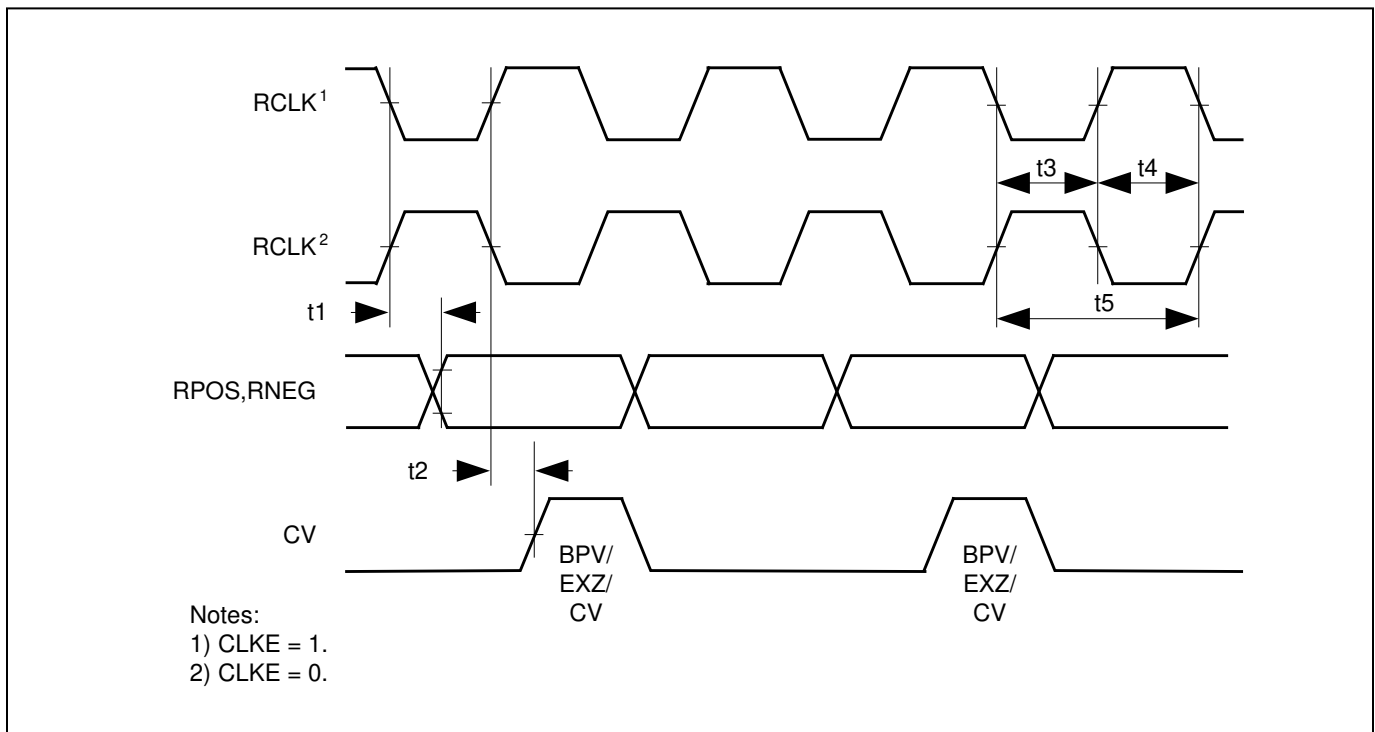 RCLK¹
t3
t4
RCLK²
t1
t5
RPOS,RNEG
t2
CV
BPV/
EXZ/
CV
BPV/
EXZ/
CV
Notes:
1) CLKE = 1.
2) CLKE = 0.